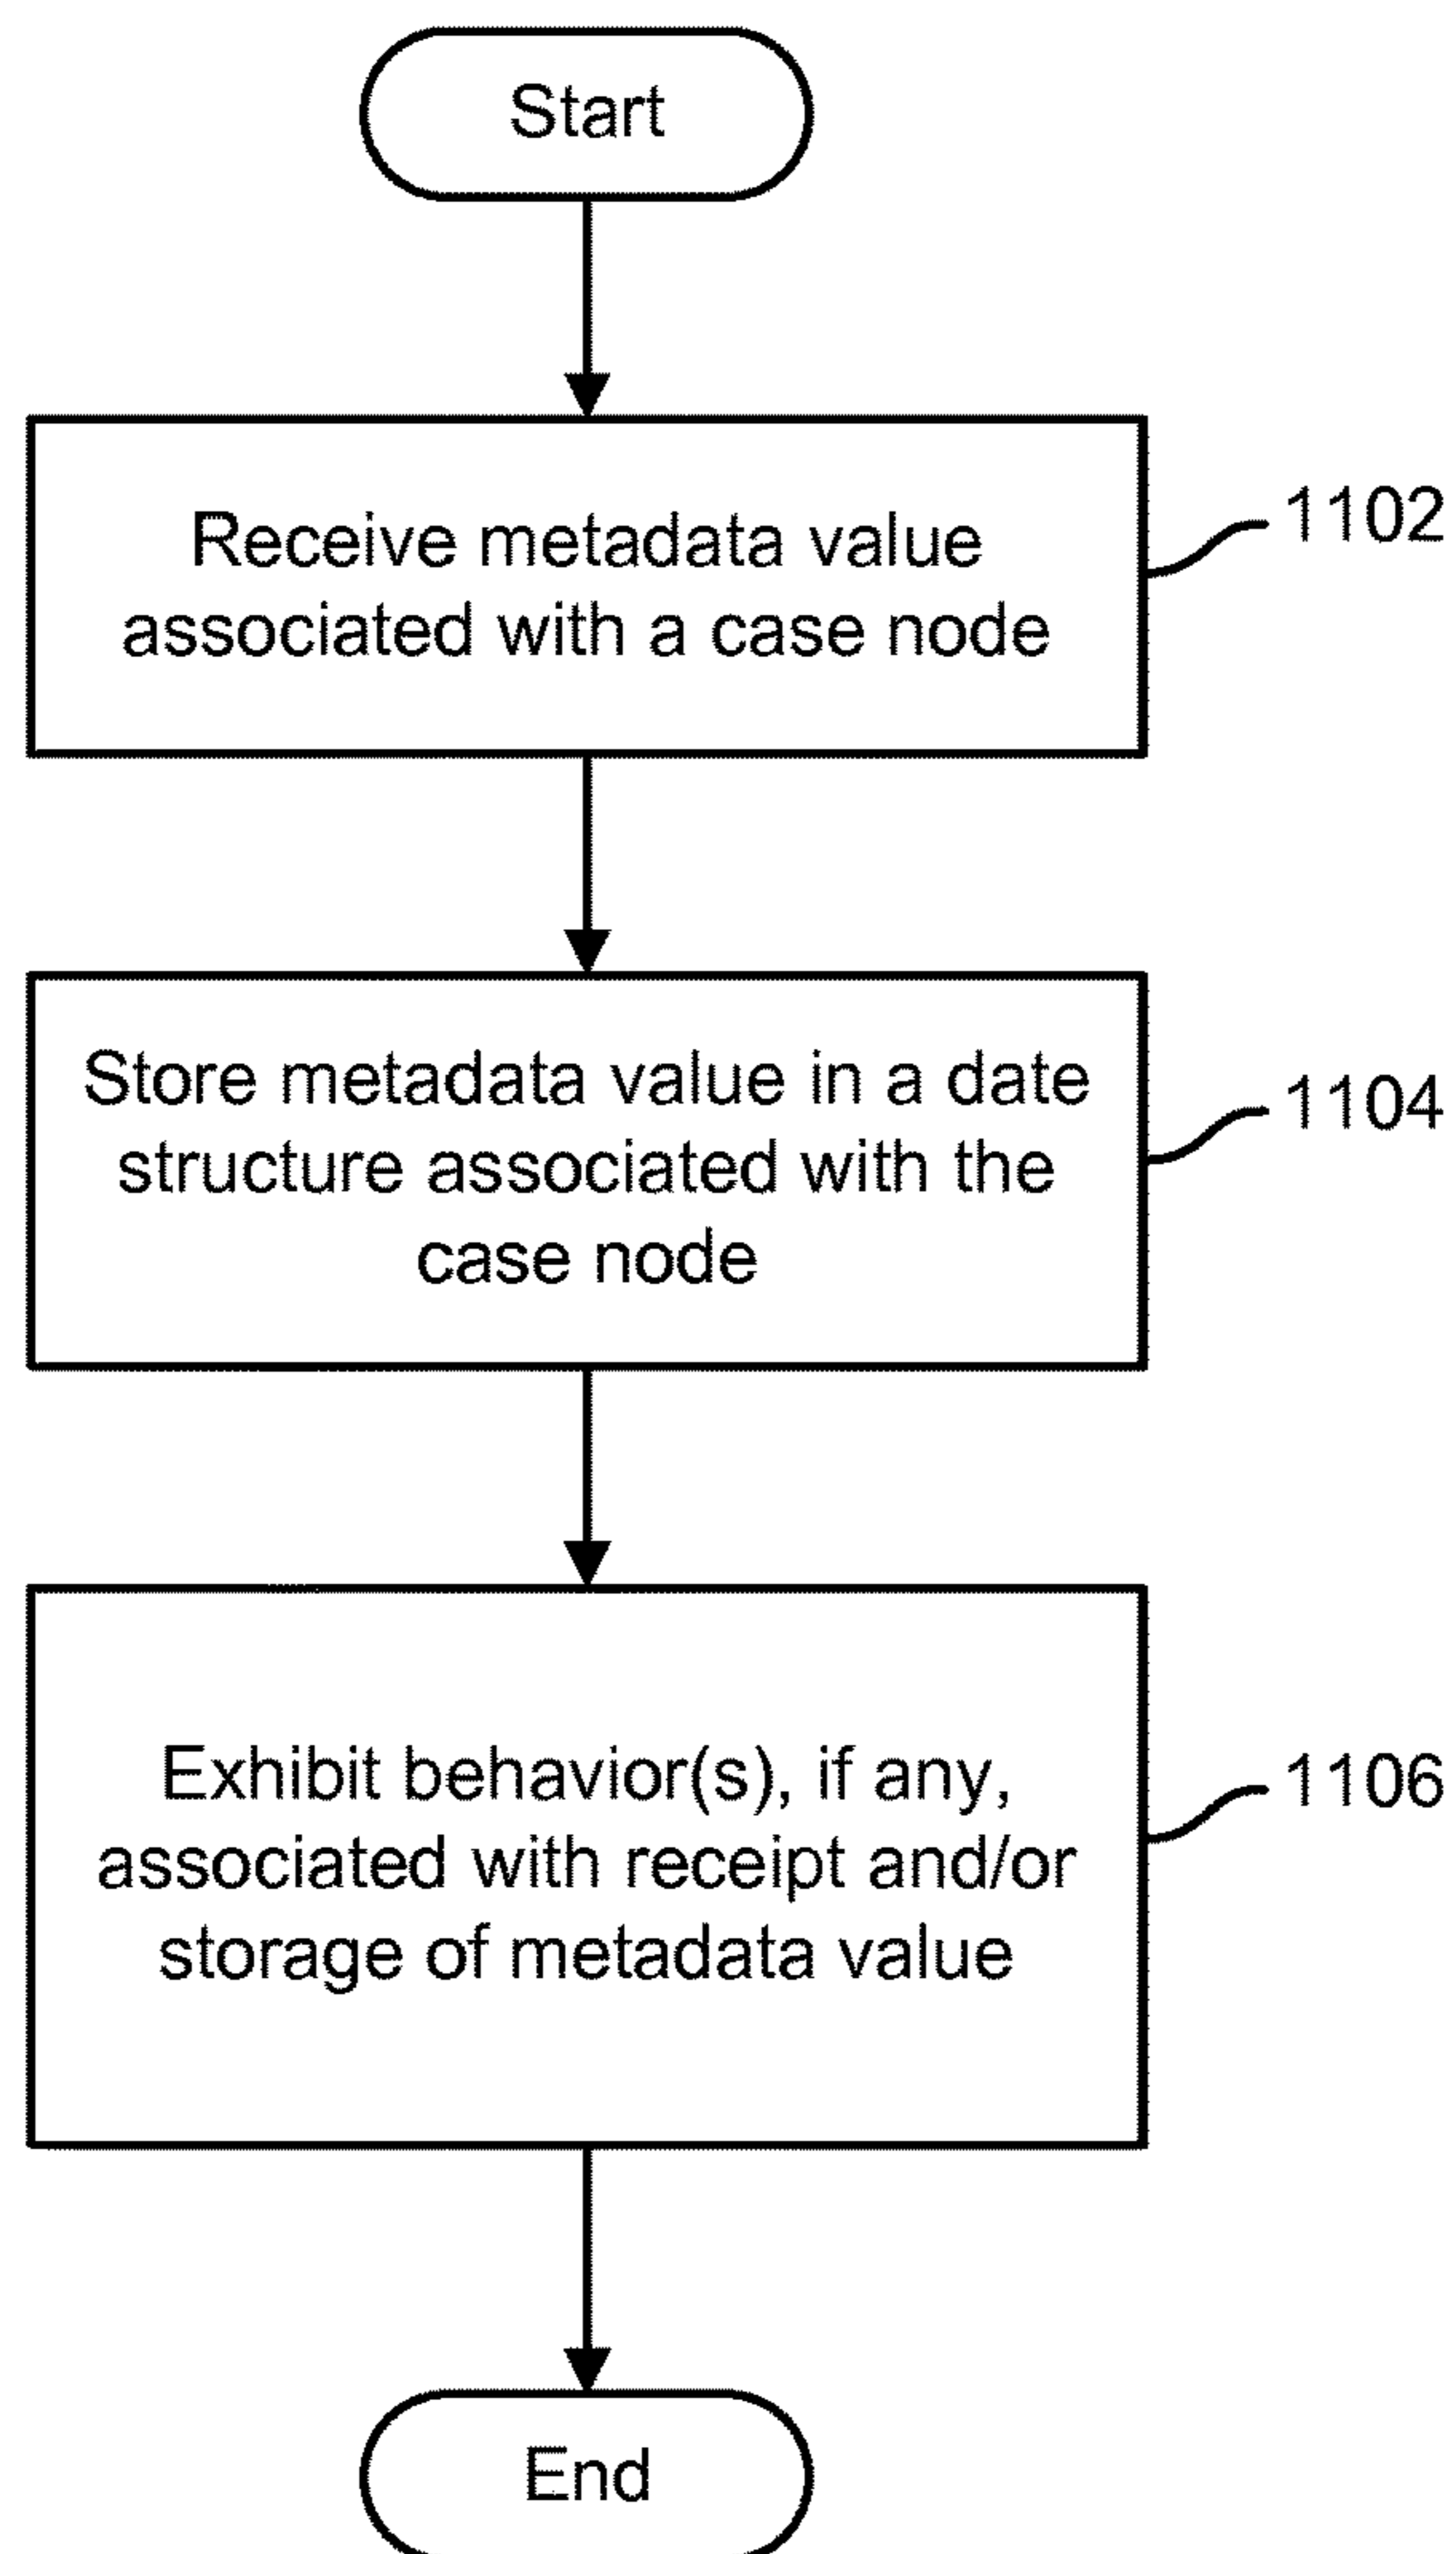 Start
Receive metadata value
associated with a case node
1102
Store metadata value in a date
structure associated with the
case node
1104
Exhibit behavior(s), if any,
associated with receipt and/or
storage of metadata value
1106
End